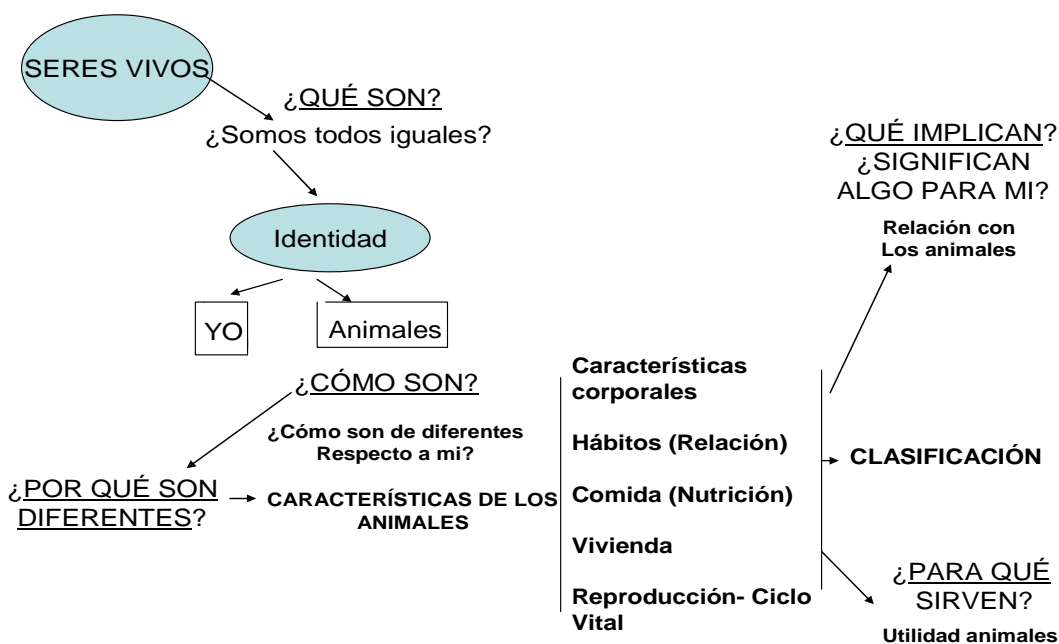 SERES VIVOS
¿QUÉ SON?
¿Somos todos iguales?
Identidad
YO
Animales
¿CÓMO SON?
¿Cómo son de diferentes
Respecto a mi?
¿POR QUÉ SON
DIFERENTES?
CARACTERÍSTICAS DE LOS
ANIMALES
Características
corporales
Hábitos (Relación)
Comida (Nutrición)
Vivienda
Reproducción- Ciclo
Vital
¿QUÉ IMPLICAN?
¿SIGNIFICAN
ALGO PARA MI?
Relación con
Los animales
CLASIFICACIÓN
¿PARA QUÉ
SIRVEN?
Utilidad animales